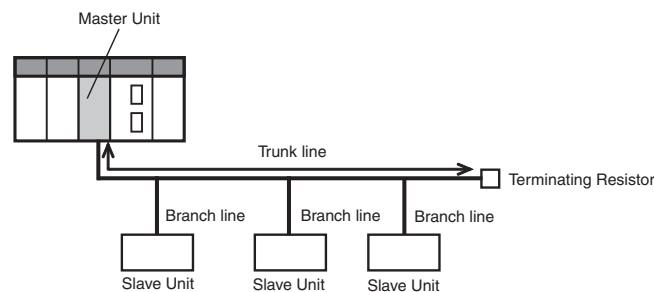 Master Unit
Trunk line
Terminating Resistor
Branch line
Branch line
Branch line
Slave Unit
Slave Unit
Slave Unit